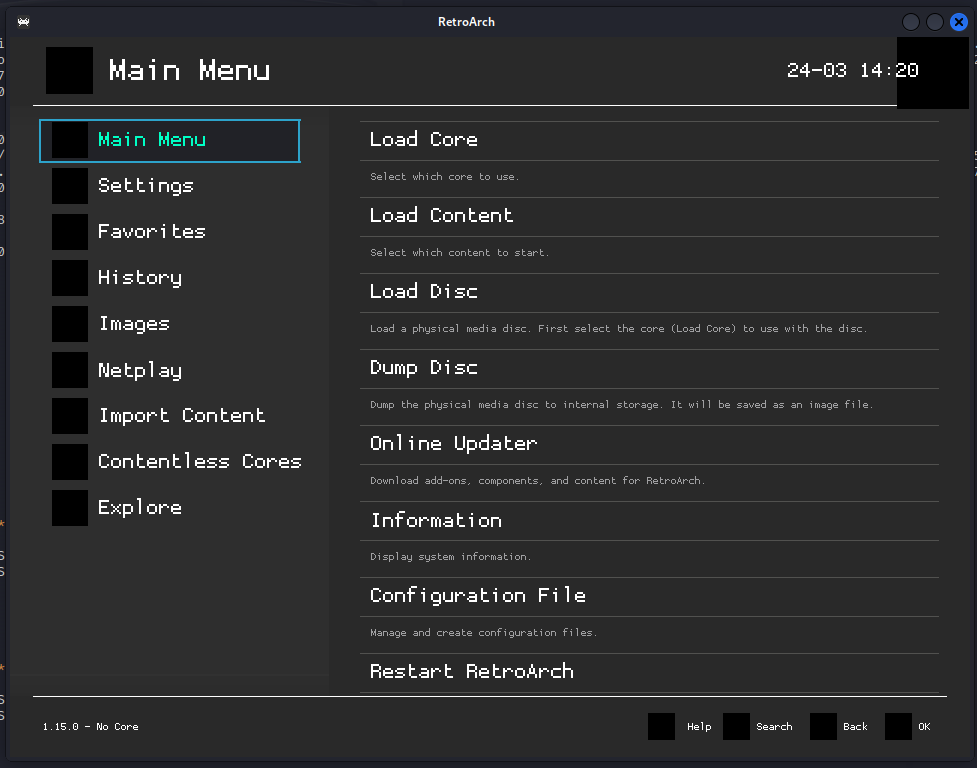 RetroArch
Main Menu
24-03 14:20
Main Menu
Settings
Favorites
History
Images
Netplay
Import Content
Contentless Cores
Explore
Load Core
Select which core to use.
Load Content
Select which content to start.
Load Disc
Load a physical media disc. First select the core (Load Core) to use with the disc.
Dump Disc
Dump the physical media disc to internal storage. It will be saved as an image file.
Online Updater
Download add-ons, components, and content for RetroArch.
Information
Display system information.
Configuration File
Manage and create configuration files.
Restart RetroArch
1.15.0 - No Core
Help
Search
Back
OK